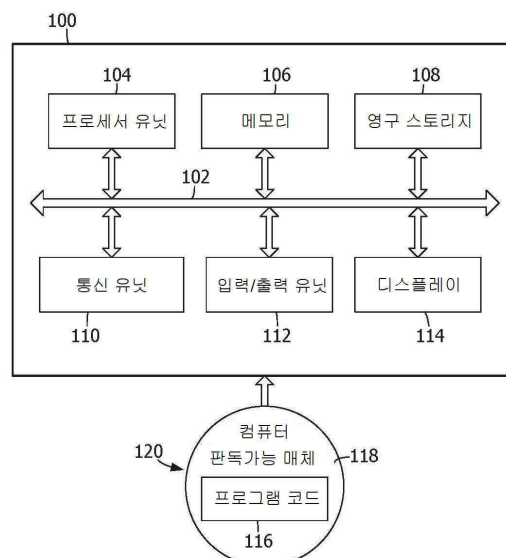 100
104
106
108
프로세서 유닛
메모리
영구 스토리지
102
통신 유닛
입력/출력 유닛
디스플레이
110
112
114
컴퓨터
판독가능 매체
120
118
프로그램 코드
116